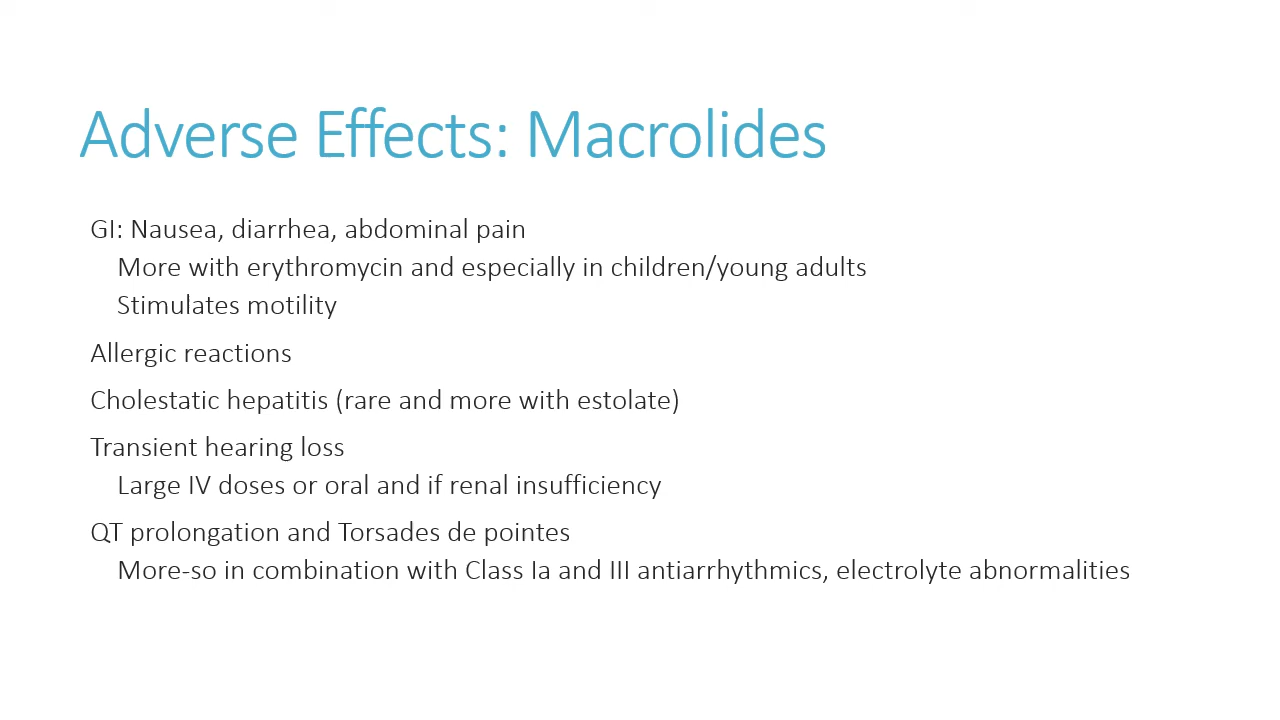 Adverse Effects: Macrolides
GI: Nausea, diarrhea, abdominal pain
More with erythromycin and especially in children/young adults
Stimulates motility
Allergic reactions
Cholestatic hepatitis (rare and more with estolate)
Transient hearing loss
Large IV doses or oral and if renal insufficiency
QT prolongation and Torsades de pointes
More-so in combination with Class Ia and III antiarrhythmics, electrolyte abnormalities